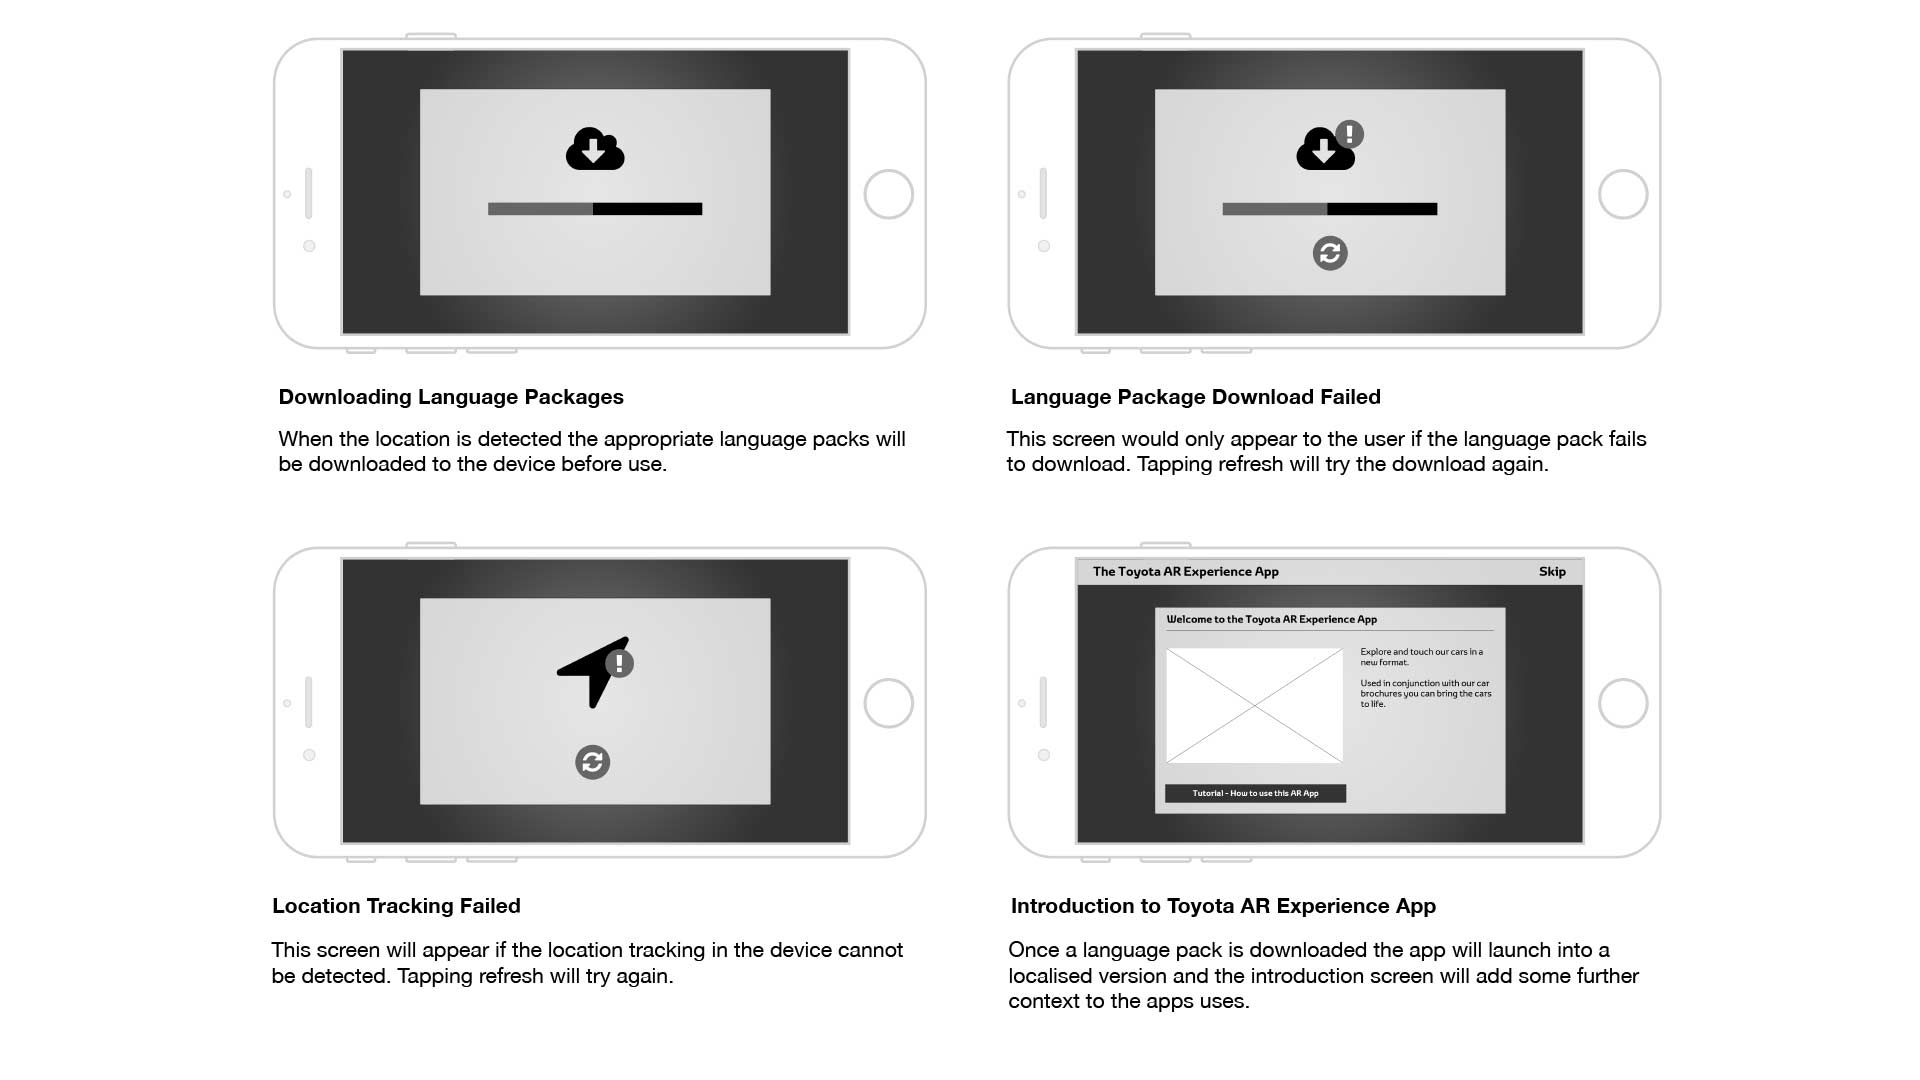 Downloading Language Packages
When the location is detected the appropriate language packs will
be downloaded to the device before use.
Language Package Download Failed
This screen would only appear to the user if the language pack fails
to download. Tapping refresh will try the download again.
Location Tracking Failed
This screen will appear if the location tracking in the device cannot
be detected. Tapping refresh will try again.
The Toyota AR Experience App
Skip
Welcome to the Toyota AR Experience App
Explore and touch our cars in a
new format.
Used in conjunction with our car
brochures you can bring the cars
to life.
Tutorial - How to use this AR App
Introduction to Toyota AR Experience App
Once a language pack is downloaded the app will launch into a
localised version and the introduction screen will add some further
context to the apps uses.